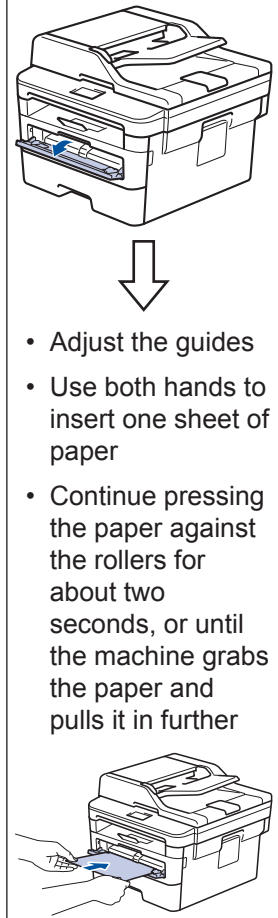 • Adjust the guides
• Use both hands to
insert one sheet of
paper
• Continue pressing
the paper against
the rollers for
about two
seconds, or until
the machine grabs
the paper and
pulls it in further